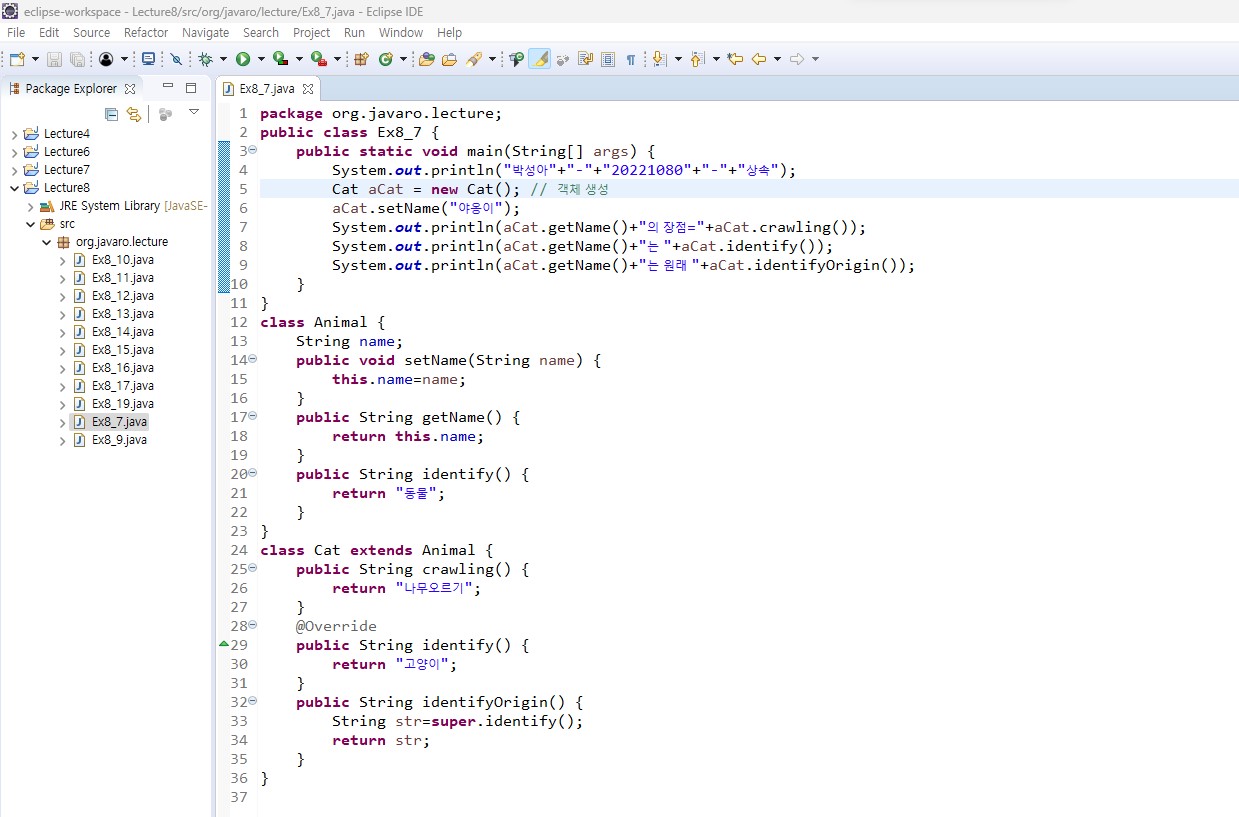 eclipse-workspace - Lecture8/src/org/javaro/lecture/Ex8_7.java - Eclipse IDE
File Edit Source Refactor Navigate Search Project Run Window Help
Package Explorer
Ex8_7.java
Lecture4
Lecture6
Lecture7
Lecture8
JRE System Library [JavaSE-
src
org.javaro.lecture
Ex8_10.java
Ex8_11.java
Ex8_12.java
Ex8_13.java
Ex8_14.java
Ex8_15.java
Ex8_16.java
Ex8_17.java
Ex8_19.java
Ex8_7.java
Ex8_9.java
1 package org.javaro.lecture;
2 public class Ex8_7 {
3 public static void main(String[] args) {
4 System.out.println("박성아"+"-"+"20221080"+"-"+"상속");
5 Cat aCat = new Cat(); // 객체 생성
6 aCat.setName("야옹이");
7 System.out.println(aCat.getName()+"의 장점="+aCat.crawling());
8 System.out.println(aCat.getName()+"는 "+aCat.identify());
9 System.out.println(aCat.getName()+"는 원래 "+aCat.identifyOrigin());
10 }
11 }
12 class Animal {
13 String name;
14 public void setName(String name) {
15 this.name=name;
16 }
17 public String getName() {
18 return this.name;
19 }
20 public String identify() {
21 return "동물";
22 }
23 }
24 class Cat extends Animal {
25 public String crawling() {
26 return "나무오르기";
27 }
28 @Override
29 public String identify() {
30 return "고양이";
31 }
32 public String identifyOrigin() {
33 String str=super.identify();
34 return str;
35 }
36 }
37